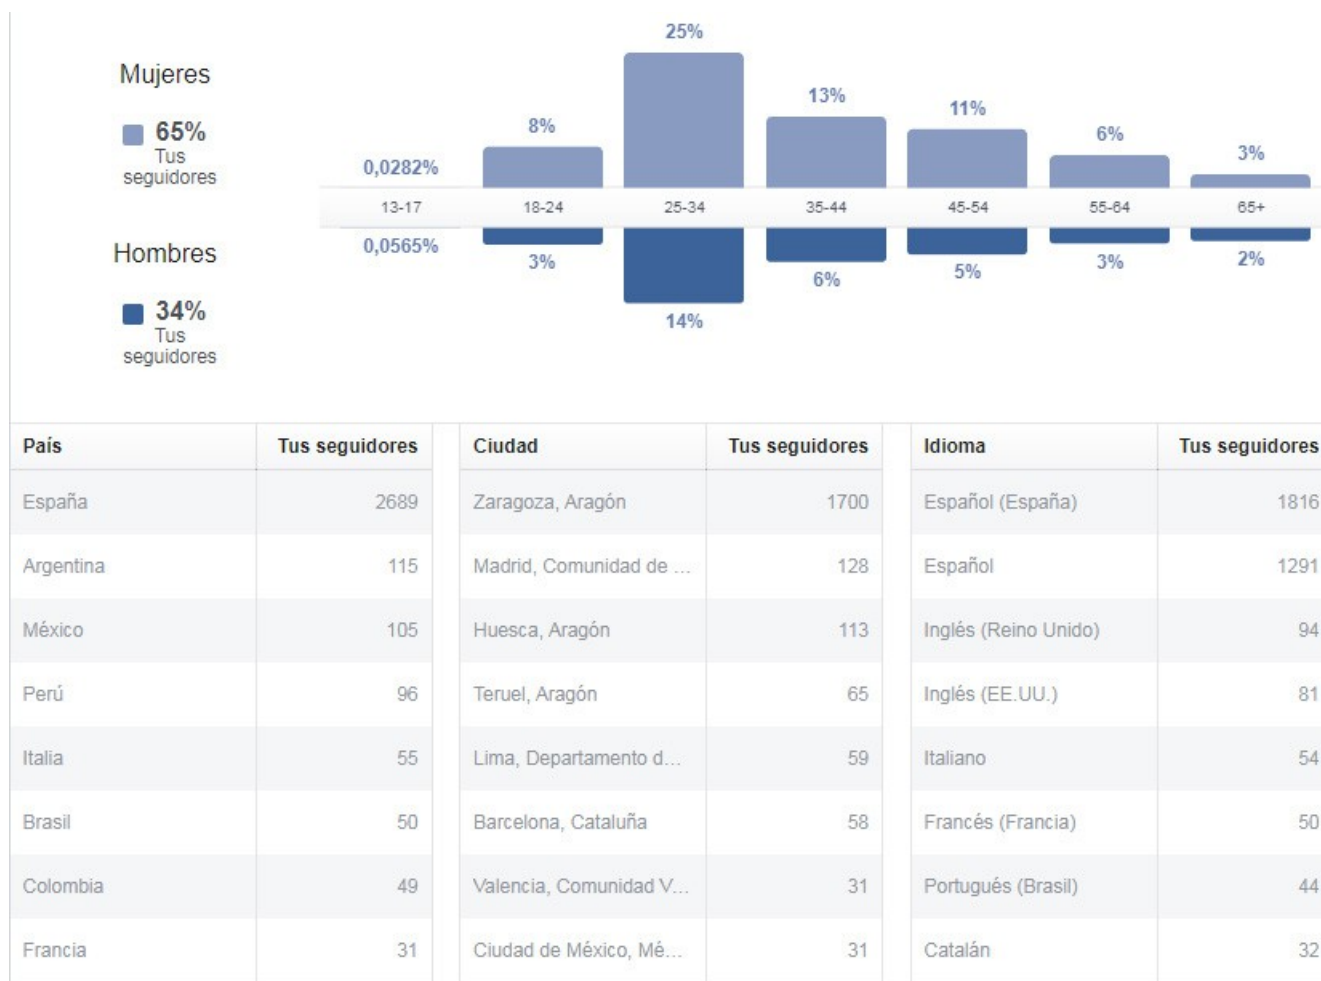 25%
Mujeres
13%
11%
65%
8%
6%
Tus
3%
seguidores
0,0282%
13-17 18-24 25-34 35-44 45-54 55-64 65+
0,0565%
Hombres
3%
6%
5%
3%
2%
34%
14%
Tus
seguidores
País Tus seguidores Ciudad Tus seguidores Idioma Tus seguidores
España 2689 Zaragoza, Aragón 1700 Español (España) 1816
Argentina 115 Madrid, Comunidad de ... 128 Español 1291
México 105 Huesca, Aragón 113 Inglés (Reino Unido) 94
Perú 96 Teruel, Aragón 65 Inglés (EE.UU.) 81
Italia 55 Lima, Departamento d... 59 Italiano 54
Brasil 50 Barcelona, Cataluña 58 Francés (Francia) 50
Colombia 49 Valencia, Comunidad V... 31 Portugués (Brasil) 44
Francia 31 Ciudad de México, Mé... 31 Catalán 32